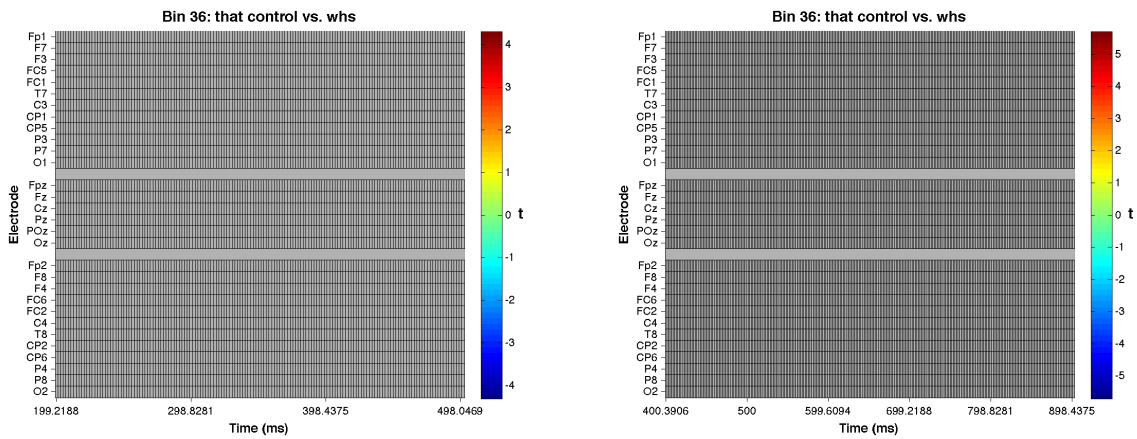 Bin 36: that control vs. whs
Fp1
F7
F3
FC5
FC1
T7
C3
CP1
CP5
P3
P7
O1
Fpz
Fz
Cz
Pz
POz
Oz
Fp2
F8
F4
FC6
FC2
C4
T8
CP2
CP6
P4
P8
O2
Electrode
199.2188 298.8281 398.4375 498.0469
Time (ms)
4
3
2
1
0
-1
-2
-3
-4
t
Bin 36: that control vs. whs
Fp1
F7
F3
FC5
FC1
T7
C3
CP1
CP5
P3
P7
O1
Fpz
Fz
Cz
Pz
POz
Oz
Fp2
F8
F4
FC6
FC2
C4
T8
CP2
CP6
P4
P8
O2
Electrode
400.3906 500 599.6094 699.2188 798.8281 898.4375
Time (ms)
5
4
3
2
1
0
-1
-2
-3
-4
-5
t